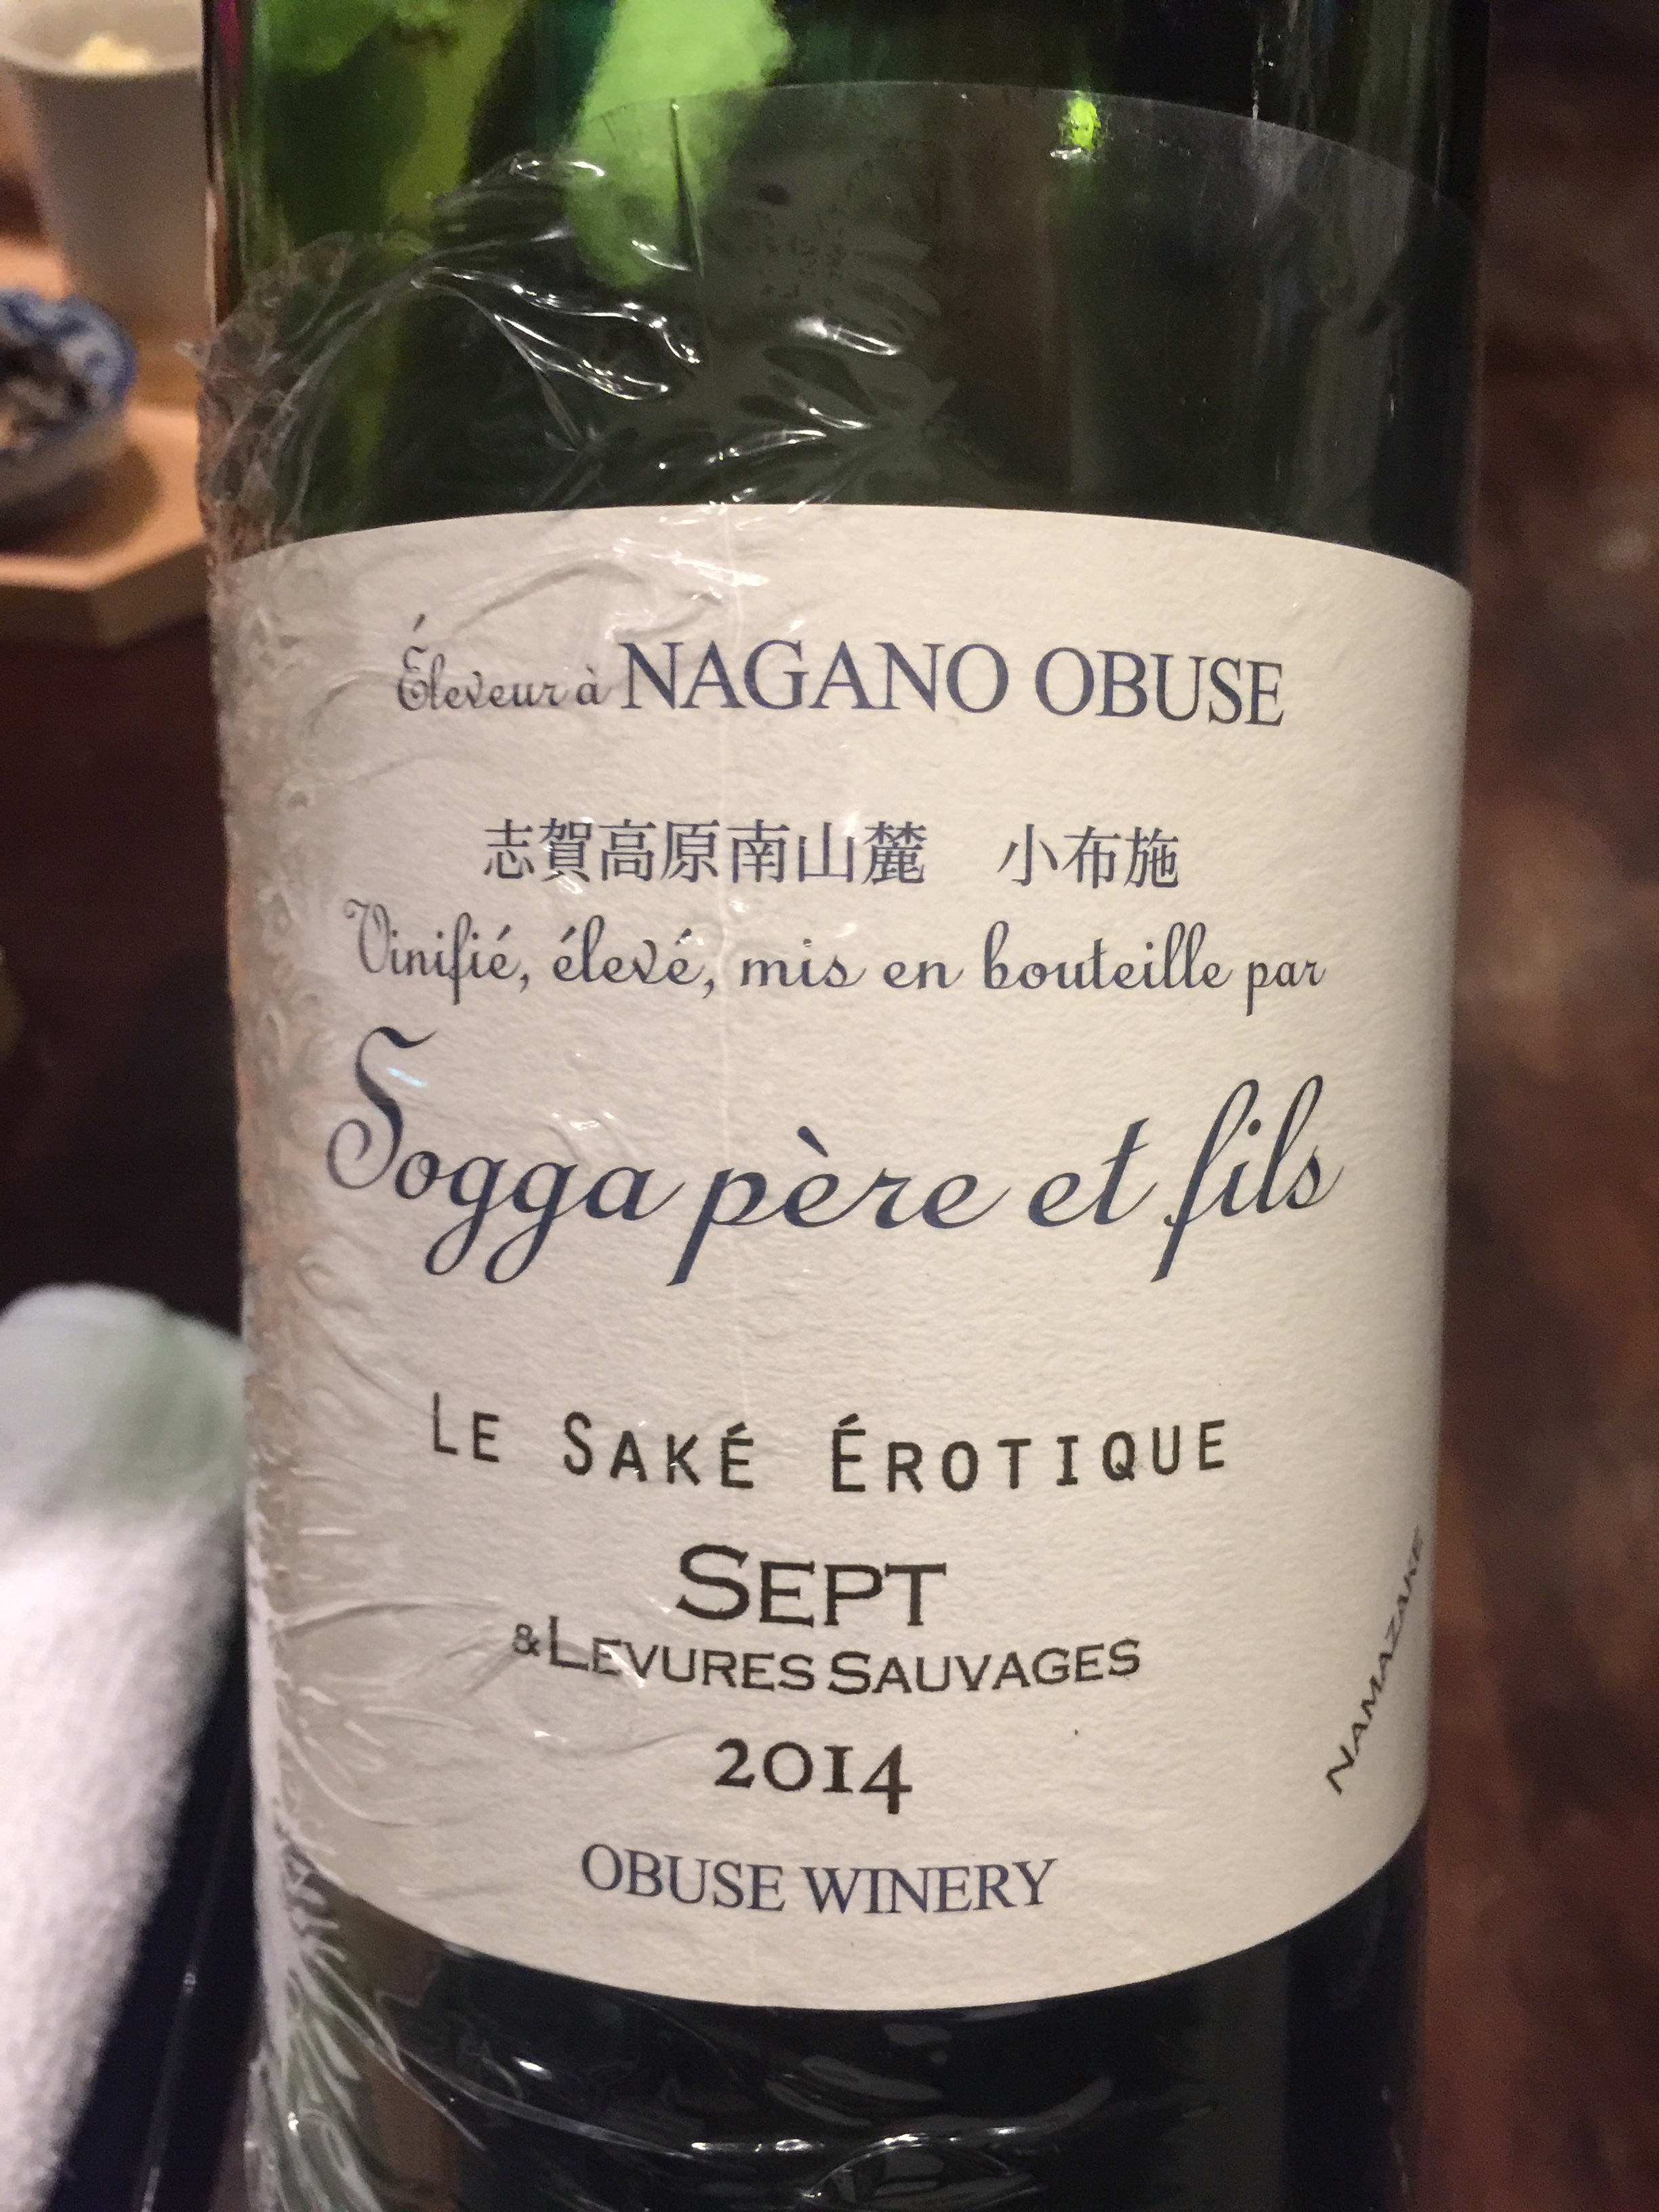 Éleveur à NAGANO OBUSE
志賀高原南山麓　小布施
Vinifié, élevé, mis en bouteille par
Sogga père et fils
LE SAKÉ ÉROTIQUE
SEPT
&LEVURES SAUVAGES
2014
OBUSE WINERY
NAMAZAKE